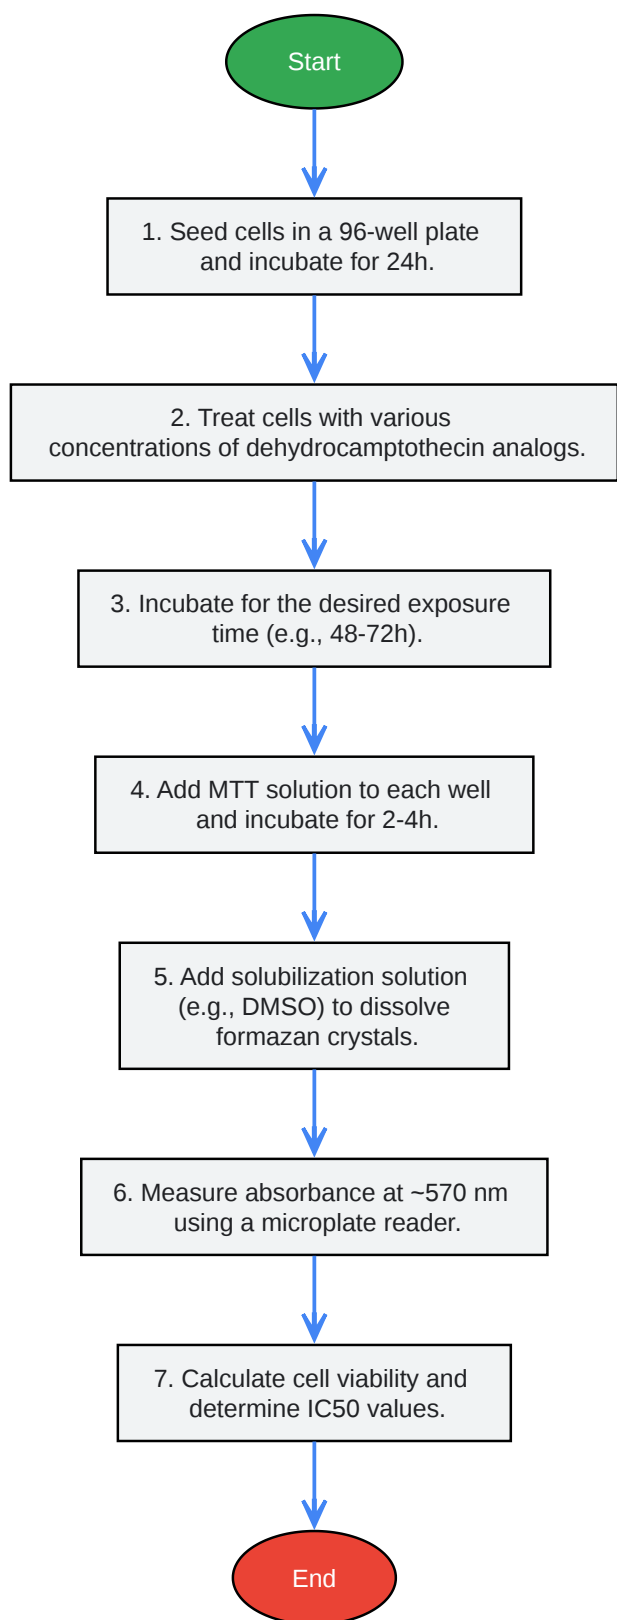 Start
1. Seed cells in a 96-well plate
and incubate for 24h.
2. Treat cells with various
concentrations of dehydrocamptothecin analogs.
3. Incubate for the desired exposure
time (e.g., 48-72h).
4. Add MTT solution to each well
and incubate for 2-4h.
5. Add solubilization solution
(e.g., DMSO) to dissolve
formazan crystals.
6. Measure absorbance at ~570 nm
using a microplate reader.
7. Calculate cell viability and
determine IC50 values.
End